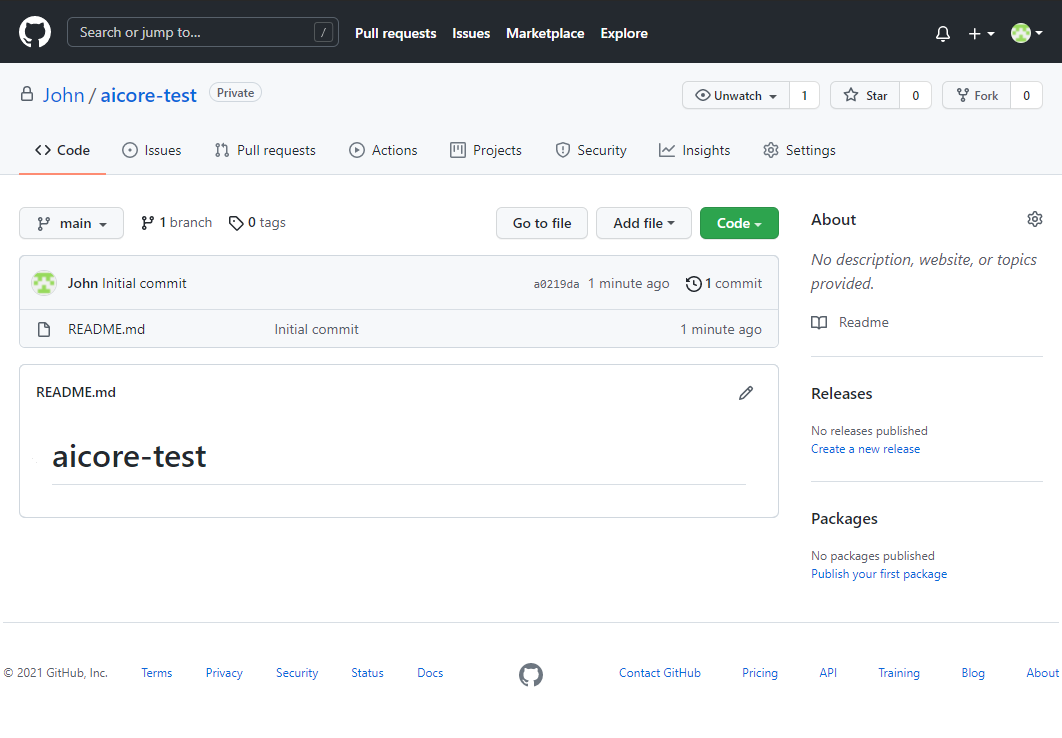 Search or jump to... /
Pull requests Issues Marketplace Explore
John / aicore-test Private
Unwatch 1 Star 0 Fork 0
Code Issues Pull requests Actions Projects Security Insights Settings
main 1 branch 0 tags
Go to file Add file Code
John Initial commit a0219da 1 minute ago 1 commit
README.md Initial commit 1 minute ago
README.md
aicore-test
About
No description, website, or topics
provided.
Readme
Releases
No releases published
Create a new release
Packages
No packages published
Publish your first package
© 2021 GitHub, Inc. Terms Privacy Security Status Docs Contact GitHub Pricing API Training Blog About